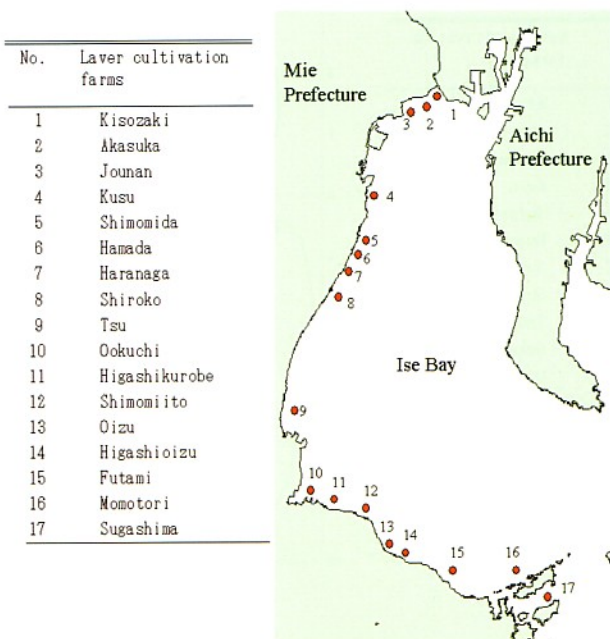 No. Laver cultivation
farms
1 Kisozaki
2 Akasuka
3 Jounan
4 Kusu
5 Shimomida
6 Hamada
7 Haranaga
8 Shiroko
9 Tsu
10 Ookuchi
11 Higashikurobe
12 Shimomiito
13 Oizu
14 Higashioizu
15 Futami
16 Momotori
17 Sugashima
Mie
Prefecture
Aichi
Prefecture
Ise Bay
1
2
3
4
5
6
7
8
9
10
11
12
13
14
15
16
17